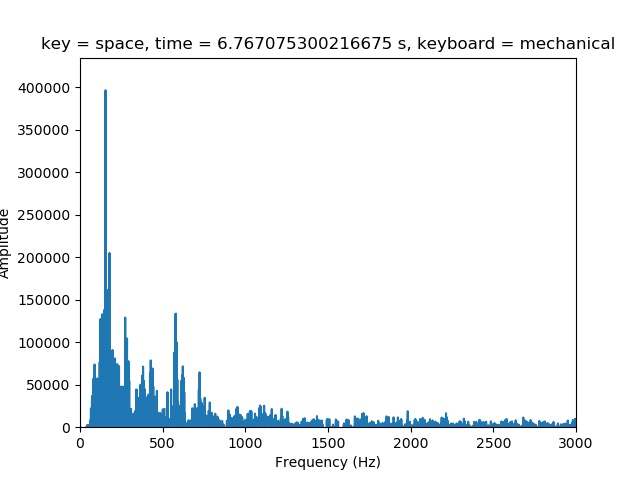 key = space, time = 6.767075300216675 s, keyboard = mechanical
400000
350000
300000
250000
200000
150000
100000
50000
0
Amplitude
0 500 1000 1500 2000 2500 3000
Frequency (Hz)